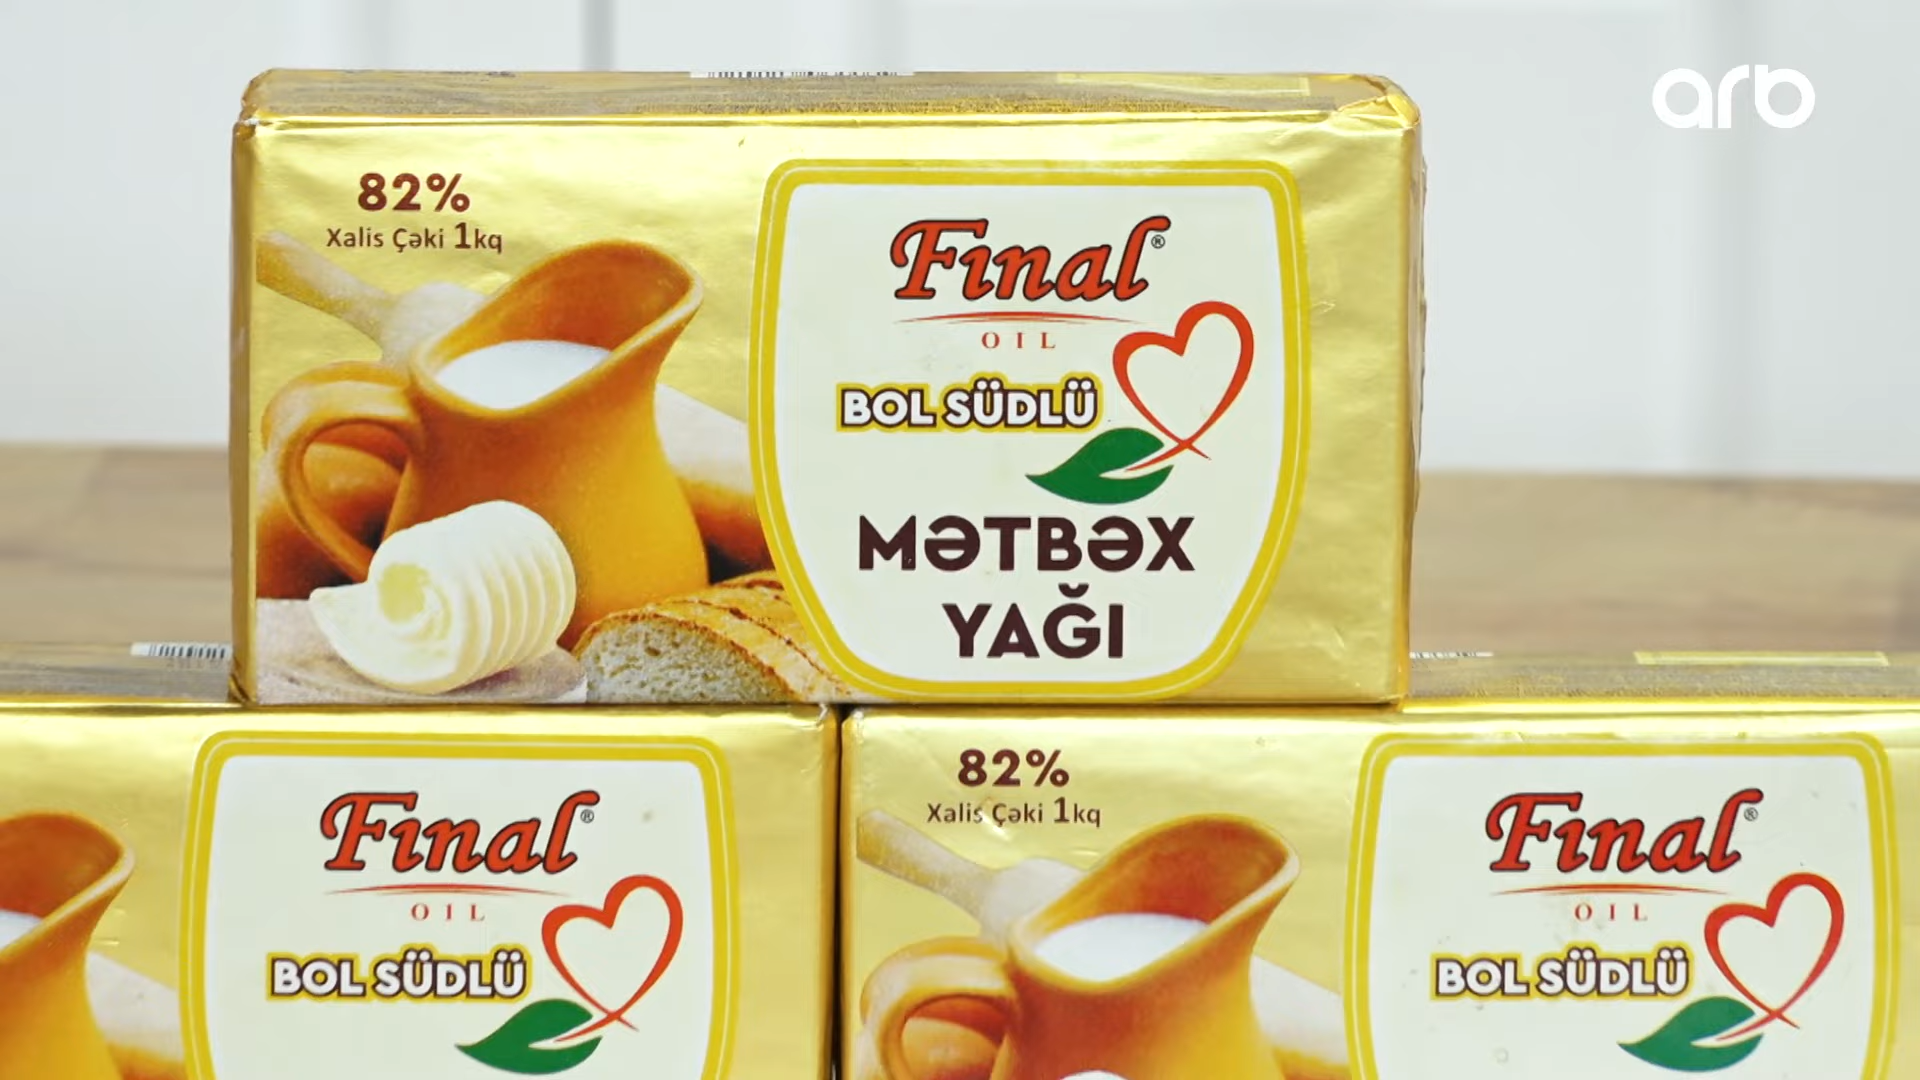 arb
82%
Xalis Çəki 1kq
Final®
OIL
BOL SÜDLÜ
MƏTBƏX
YAĞI
Final®
OIL
BOL SÜDLÜ
82%
Xalis Çəki 1kq
Final®
OIL
BOL SÜDLÜ